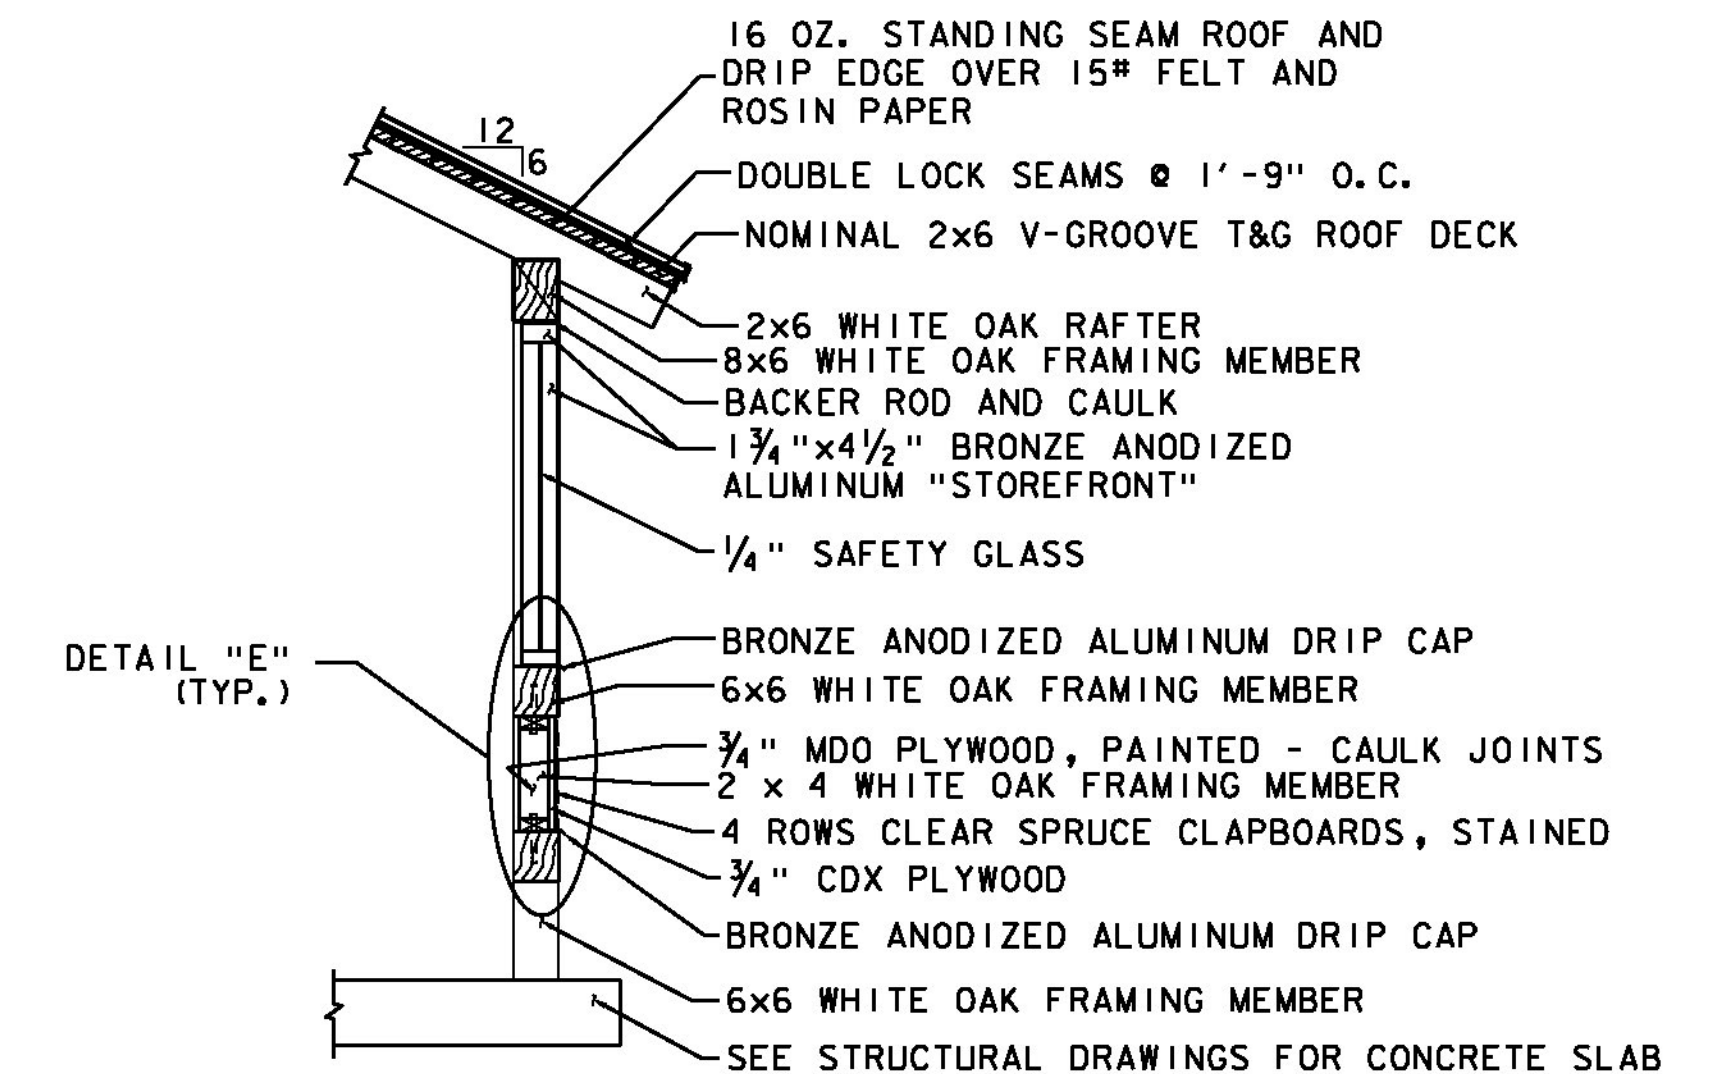 16 OZ. STANDING SEAM ROOF AND
DRIP EDGE OVER 15# FELT AND
ROSIN PAPER
12
6
DOUBLE LOCK SEAMS @ 1'-9" O.C.
NOMINAL 2x6 V-GROOVE T&G ROOF DECK
2x6 WHITE OAK RAFTER
8x6 WHITE OAK FRAMING MEMBER
BACKER ROD AND CAULK
1 3/4"x4 1/2" BRONZE ANODIZED
ALUMINUM "STOREFRONT"
1/4" SAFETY GLASS
DETAIL "E"
(TYP.)
BRONZE ANODIZED ALUMINUM DRIP CAP
6x6 WHITE OAK FRAMING MEMBER
3/4" MDO PLYWOOD, PAINTED - CAULK JOINTS
2 x 4 WHITE OAK FRAMING MEMBER
4 ROWS CLEAR SPRUCE CLAPBOARDS, STAINED
3/4" CDX PLYWOOD
BRONZE ANODIZED ALUMINUM DRIP CAP
6x6 WHITE OAK FRAMING MEMBER
SEE STRUCTURAL DRAWINGS FOR CONCRETE SLAB